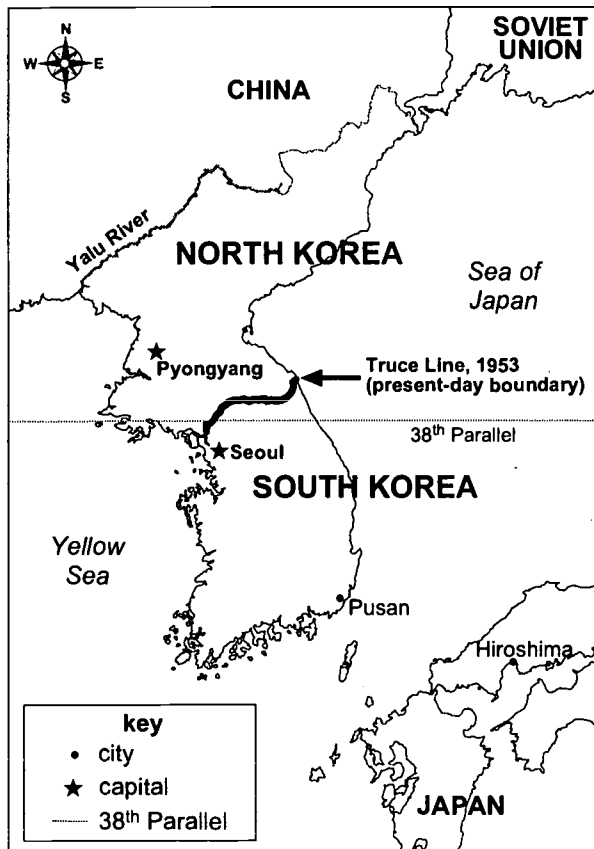 N
W E
S
SOVIET
UNION
CHINA
Yalu River
NORTH KOREA
Sea of
Japan
Pyongyang
Truce Line, 1953
(present-day boundary)
38th Parallel
Seoul
SOUTH KOREA
Yellow
Sea
Pusan
Hiroshima
JAPAN
key
city
capital
38th Parallel